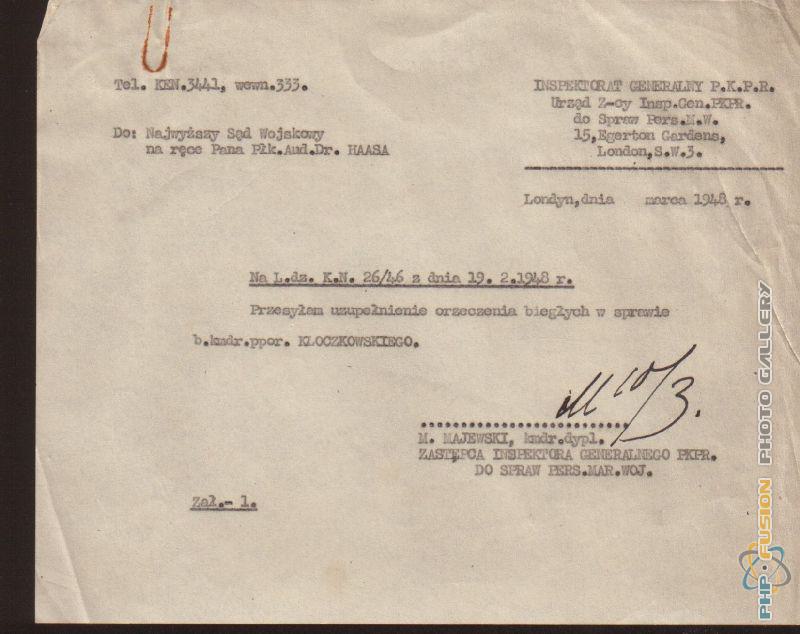 Tel. KEN.3441, wewn.333.
INSPEKTORAT GENERALNY P.K.P.R.
Urząd Z-cy Insp.Gen.PKPR.
do Spraw Pers.M.W.
15,Egerton Gardens,
London,S.W.3.
Do: Najwyższy Sąd Wojskowy
na ręce Pana Płk.Aud.Dr. HAASA
Londyn,dnia marca 1948 r.
Na L.dz. K.N. 26/46 z dnia 19. 2.1948 r.
Przesyłam uzupełnienie orzeczenia biegłych w sprawie
b.kmdr.ppor. KLOCZKOWSKIEGO.
M 10/3.
M. MAJEWSKI, kmdr.dypl.
ZASTĘPCA INSPEKTORA GENERALNEGO PKPR.
DO SPRAW PERS.MAR.WOJ.
Zał.- 1.
PHP-FUSION PHOTO GALLERY